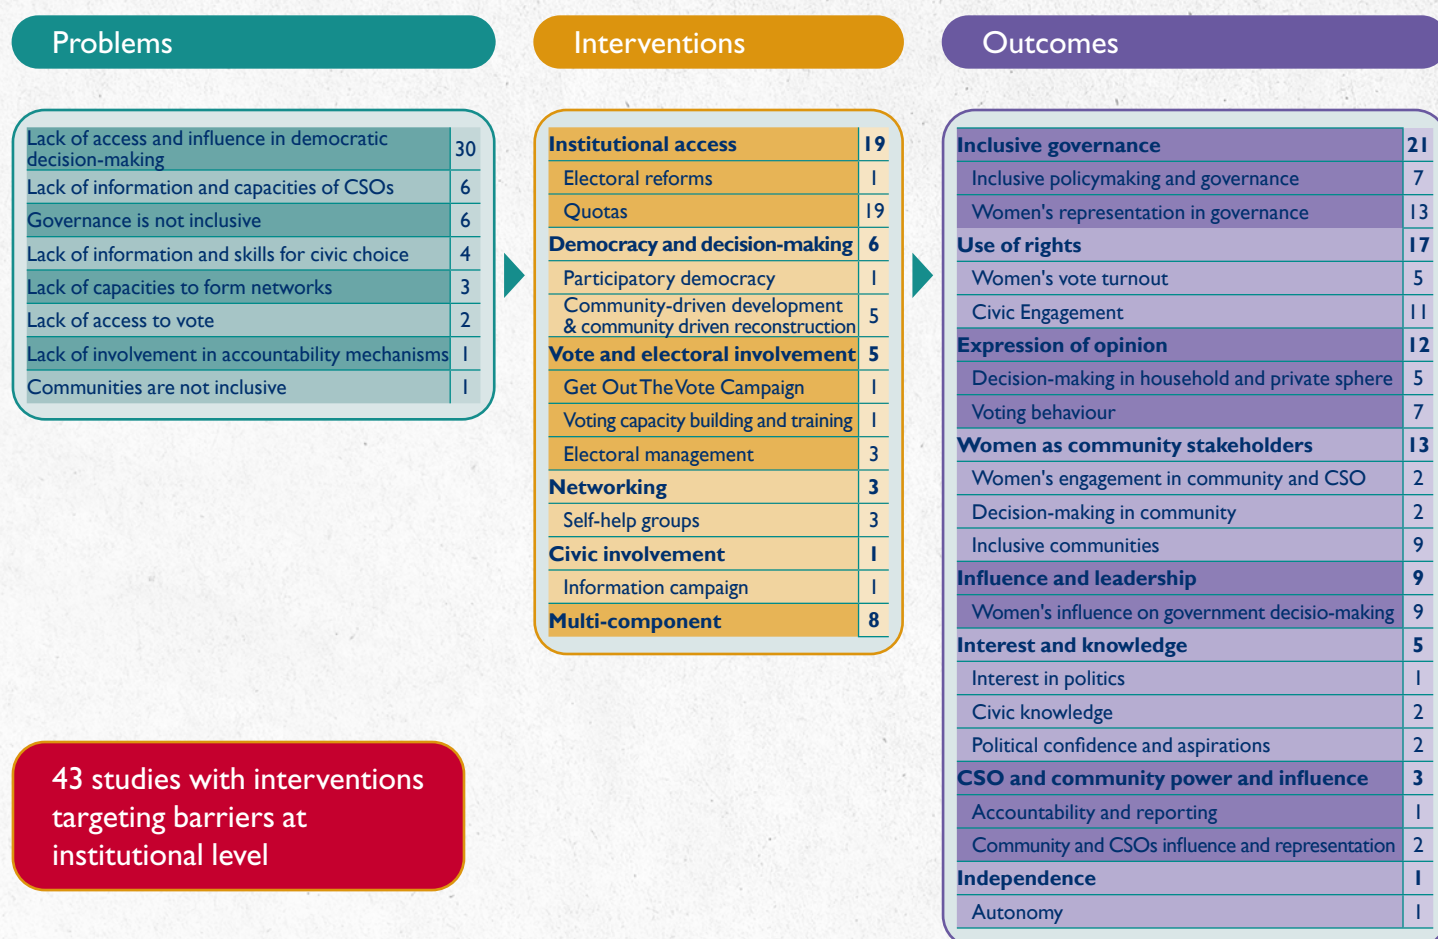 Problems
Lack of access and influence in democratic
decision-making
30
Lack of information and capacities of CSOs 6
Governance is not inclusive 6
Lack of information and skills for civic choice 4
Lack of capacities to form networks 3
Lack of access to vote 2
Lack of involvement in accountability mechanisms 1
Communities are not inclusive 1
43 studies with interventions
targeting barriers at
institutional level
Interventions
Institutional access 19
Electoral reforms 1
Quotas 19
Democracy and decision-making 6
Participatory democracy 1
Community-driven development
& community driven reconstruction
5
Vote and electoral involvement 5
Get Out The Vote Campaign 1
Voting capacity building and training 1
Electoral management 3
Networking 3
Self-help groups 3
Civic involvement 1
Information campaign 1
Multi-component 8
Outcomes
Inclusive governance 21
Inclusive policymaking and governance 7
Women's representation in governance 13
Use of rights 17
Women's vote turnout 5
Civic Engagement 11
Expression of opinion 12
Decision-making in household and private sphere 5
Voting behaviour 7
Women as community stakeholders 13
Women's engagement in community and CSO 2
Decision-making in community 2
Inclusive communities 9
Influence and leadership 9
Women's influence on government decisio-making 9
Interest and knowledge 5
Interest in politics 1
Civic knowledge 2
Political confidence and aspirations 2
CSO and community power and influence 3
Accountability and reporting 1
Community and CSOs influence and representation 2
Independence 1
Autonomy 1